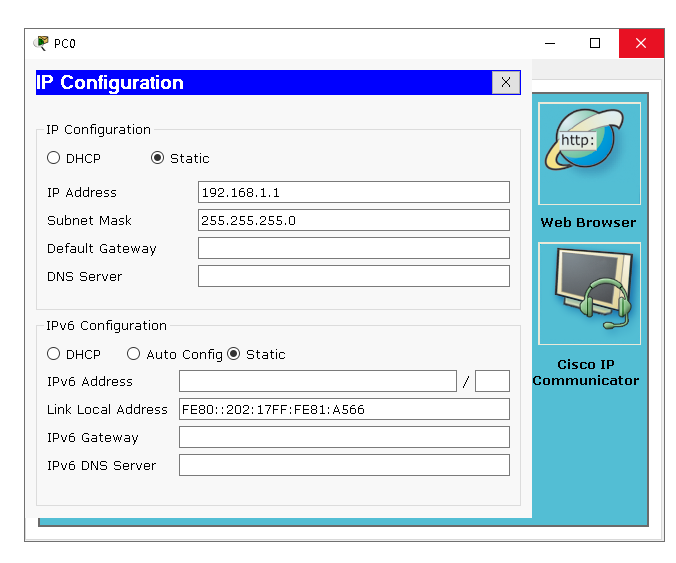 PC0
IP Configuration
X
IP Configuration
DHCP
Static
IP Address
192.168.1.1
Subnet Mask
255.255.255.0
Default Gateway
DNS Server
IPv6 Configuration
DHCP
Auto Config
Static
IPv6 Address
/
Link Local Address
FE80::202:17FF:FE81:A566
IPv6 Gateway
IPv6 DNS Server
http:
Web Browser
Cisco IP
Communicator